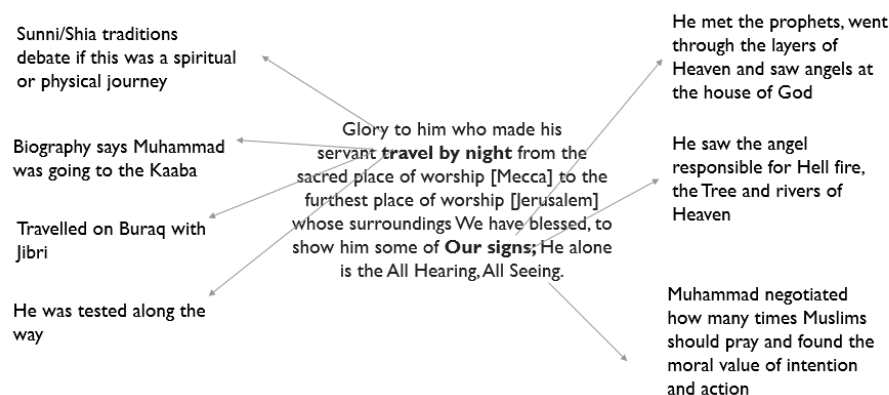 Sunni/Shia traditions
debate if this was a spiritual
or physical journey
Biography says Muhammad
was going to the Kaaba
Travelled on Buraq with
Jibri
He was tested along the
way
Glory to him who made his
servant travel by night from the
sacred place of worship [Mecca] to the
furthest place of worship [Jerusalem]
whose surroundings We have blessed, to
show him some of Our signs; He alone
is the All Hearing, All Seeing.
He met the prophets, went
through the layers of
Heaven and saw angels at
the house of God
He saw the angel
responsible for Hell fire,
the Tree and rivers of
Heaven
Muhammad negotiated
how many times Muslims
should pray and found the
moral value of intention
and action